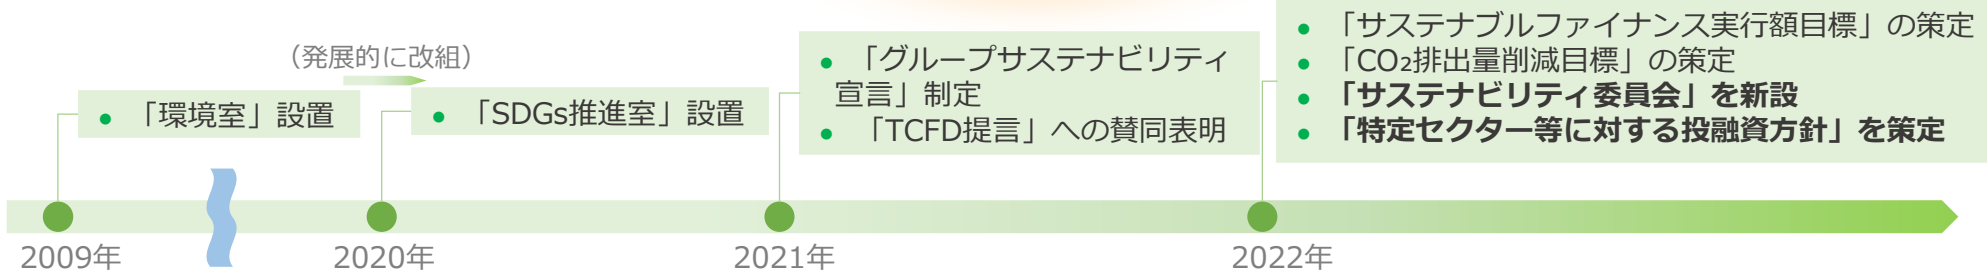 （発展的に改組）
● 「環境室」設置
● 「SDGs推進室」設置
● 「グループサステナビリティ
宣言」制定
● 「TCFD提言」への賛同表明
● 「サステナブルファイナンス実行額目標」の策定
● 「CO₂排出量削減目標」の策定
● 「サステナビリティ委員会」を新設
● 「特定セクター等に対する投融資方針」を策定
2009年
2020年
2021年
2022年